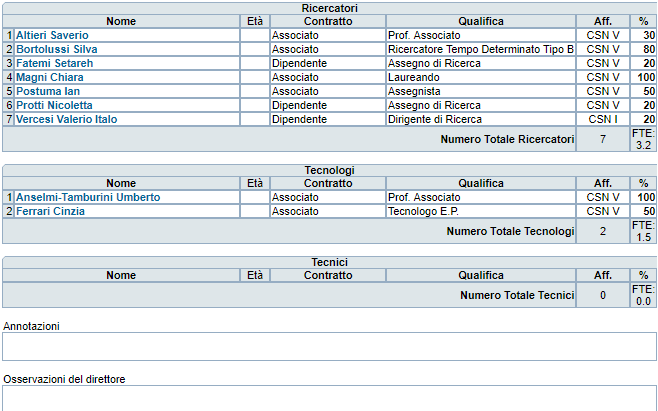 Ricercatori
Nome Età Contratto Qualifica Aff. %
1 Altieri Saverio Associato Prof. Associato CSN V 30
2 Bortolussi Silva Associato Ricercatore Tempo Determinato Tipo B CSN V 80
3 Fatemi Setareh Dipendente Assegno di Ricerca CSN V 20
4 Magni Chiara Associato Laureando CSN V 100
5 Postuma Ian Associato Assegnista CSN V 50
6 Protti Nicoletta Dipendente Assegno di Ricerca CSN V 20
7 Vercesi Valerio Italo Dipendente Dirigente di Ricerca CSN I 20
Numero Totale Ricercatori 7 FTE: 3.2
Tecnologi
Nome Età Contratto Qualifica Aff. %
1 Anselmi-Tamburini Umberto Associato Prof. Associato CSN V 100
2 Ferrari Cinzia Associato Tecnologo E.P. CSN V 50
Numero Totale Tecnologi 2 FTE: 1.5
Tecnici
Nome Età Contratto Qualifica Aff. %
Numero Totale Tecnici 0 FTE: 0.0
Annotazioni
Osservazioni del direttore